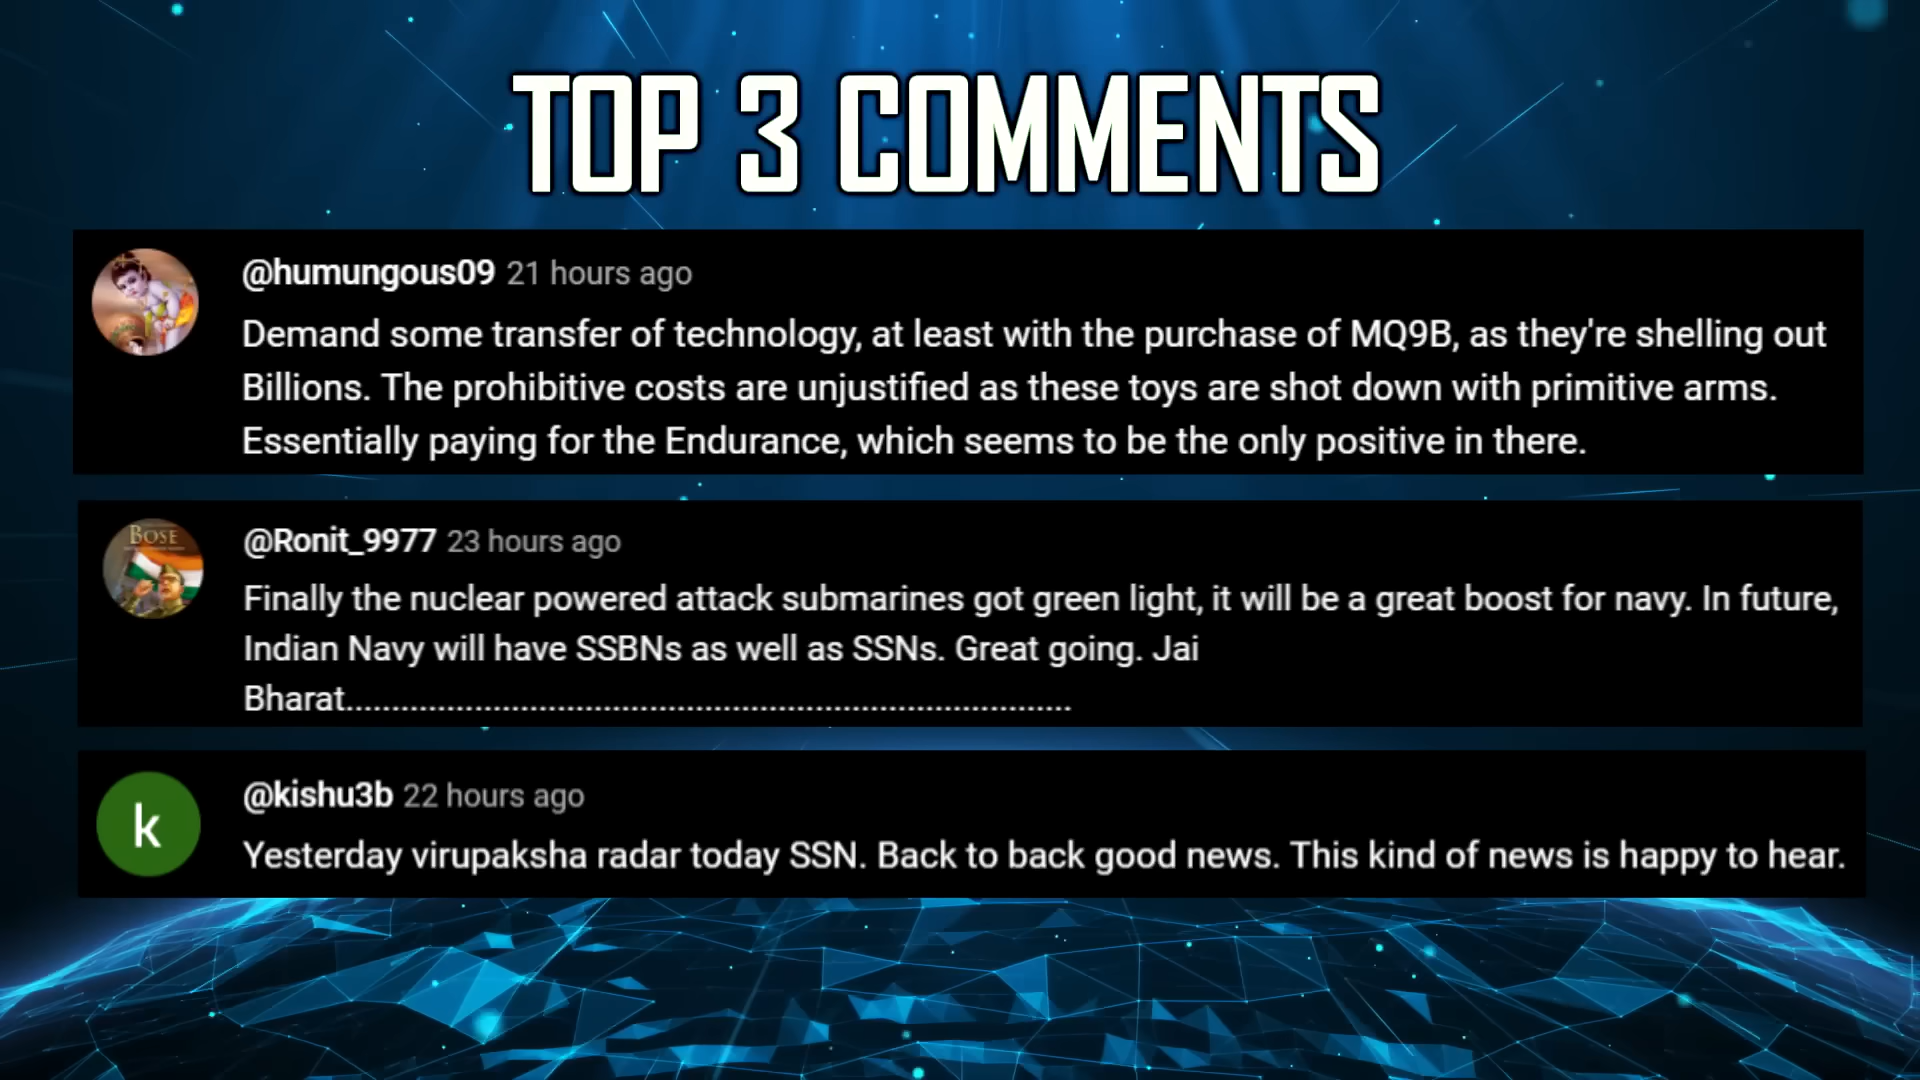 TOP 3 COMMENTS
@humungous09 21 hours ago
Demand some transfer of technology, at least with the purchase of MQ9B, as they're shelling out
Billions. The prohibitive costs are unjustified as these toys are shot down with primitive arms.
Essentially paying for the Endurance, which seems to be the only positive in there.
BOSE
@Ronit_9977 23 hours ago
Finally the nuclear powered attack submarines got green light, it will be a great boost for navy. In future,
Indian Navy will have SSBNs as well as SSNs. Great going. Jai
Bharat................................................................................
k
@kishu3b 22 hours ago
Yesterday virupaksha radar today SSN. Back to back good news. This kind of news is happy to hear.